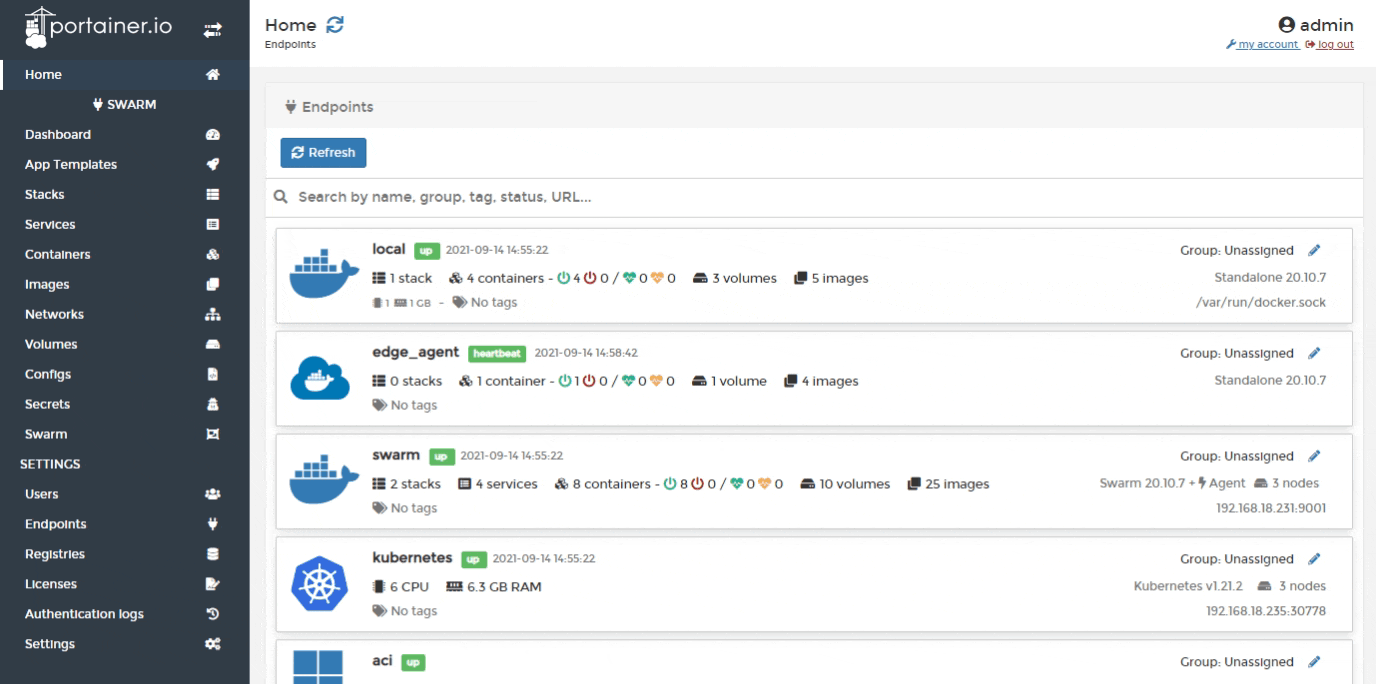 portainer.io
Home
SWARM
Dashboard
App Templates
Stacks
Services
Containers
Images
Networks
Volumes
Configs
Secrets
Swarm
SETTINGS
Users
Endpoints
Registries
Licenses
Authentication logs
Settings
Home
Endpoints
admin
my account log out
Endpoints
Refresh
Search by name, group, tag, status, URL...
local up 2021-09-14 14:55:22 Group: Unassigned
1 stack 4 containers - 4 0 / 0 0 3 volumes 5 images Standalone 20.10.7
1 1 GB - No tags /var/run/docker.sock
edge_agent heartbeat 2021-09-14 14:58:42 Group: Unassigned
0 stacks 1 container - 1 0 / 0 0 1 volume 4 images Standalone 20.10.7
No tags
swarm up 2021-09-14 14:55:22 Group: Unassigned
2 stacks 4 services 8 containers - 8 0 / 0 0 10 volumes 25 images Swarm 20.10.7 + Agent 3 nodes
No tags 192.168.18.231:9001
kubernetes up 2021-09-14 14:55:22 Group: Unassigned
6 CPU 6.3 GB RAM Kubernetes v1.21.2 3 nodes
No tags 192.168.18.235:30778
aci up Group: Unassigned